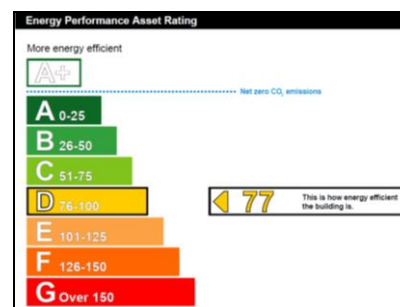 Energy Performance Asset Rating
More energy efficient
A+
Net zero CO₂ emissions
A 0-25
B 26-50
C 51-75
D 76-100
77
This is how energy efficient
the building is.
E 101-125
F 126-150
G Over 150